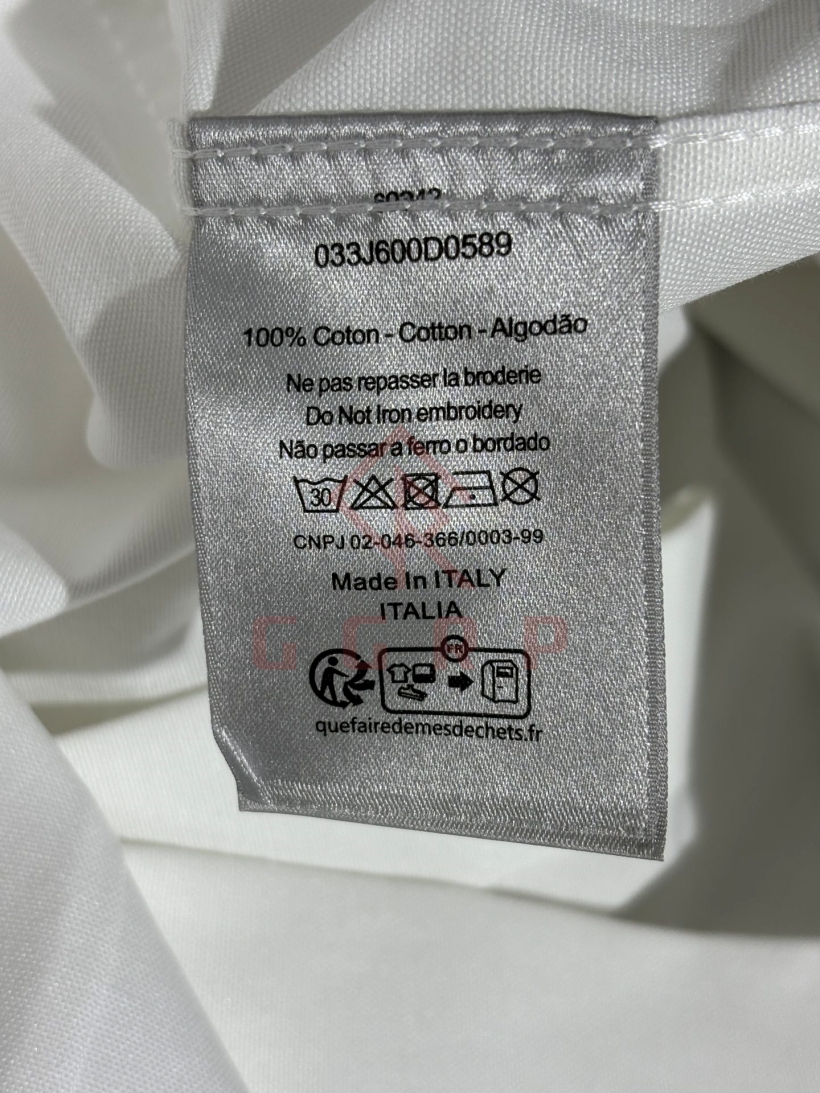 033J600D0589
100% Coton - Cotton - Algodão
Ne pas repasser la broderie
Do Not Iron embroidery
Não passar a ferro o bordado
30
CNPJ 02-046-366/0003-99
Made In ITALY
ITALIA
FR
quefairedemesdechets.fr